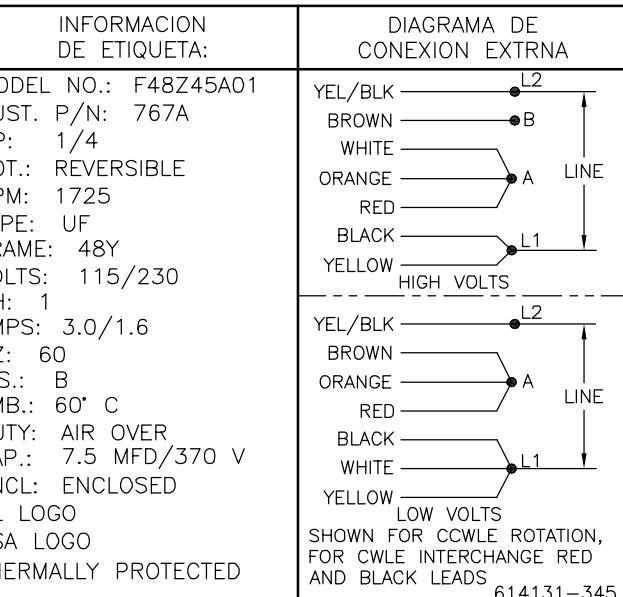 INFORMACION
DE ETIQUETA:
ODEL NO.: F48Z45A01
UST. P/N: 767A
P: 1/4
OT.: REVERSIBLE
PM: 1725
YPE: UF
RAME: 48Y
OLTS: 115/230
H: 1
MPS: 3.0/1.6
Z: 60
S.: B
MB.: 60° C
UTY: AIR OVER
AP.: 7.5 MFD/370 V
NCL: ENCLOSED
L LOGO
SA LOGO
HERMALLY PROTECTED
DIAGRAMA DE
CONEXION EXTRNA
YEL/BLK L2
BROWN B
WHITE
ORANGE A LINE
RED
BLACK
L1
YELLOW
HIGH VOLTS
YEL/BLK L2
BROWN
ORANGE A
LINE
RED
BLACK
WHITE L1
YELLOW
LOW VOLTS
SHOWN FOR CCWLE ROTATION,
FOR CWLE INTERCHANGE RED
AND BLACK LEADS
614131-345